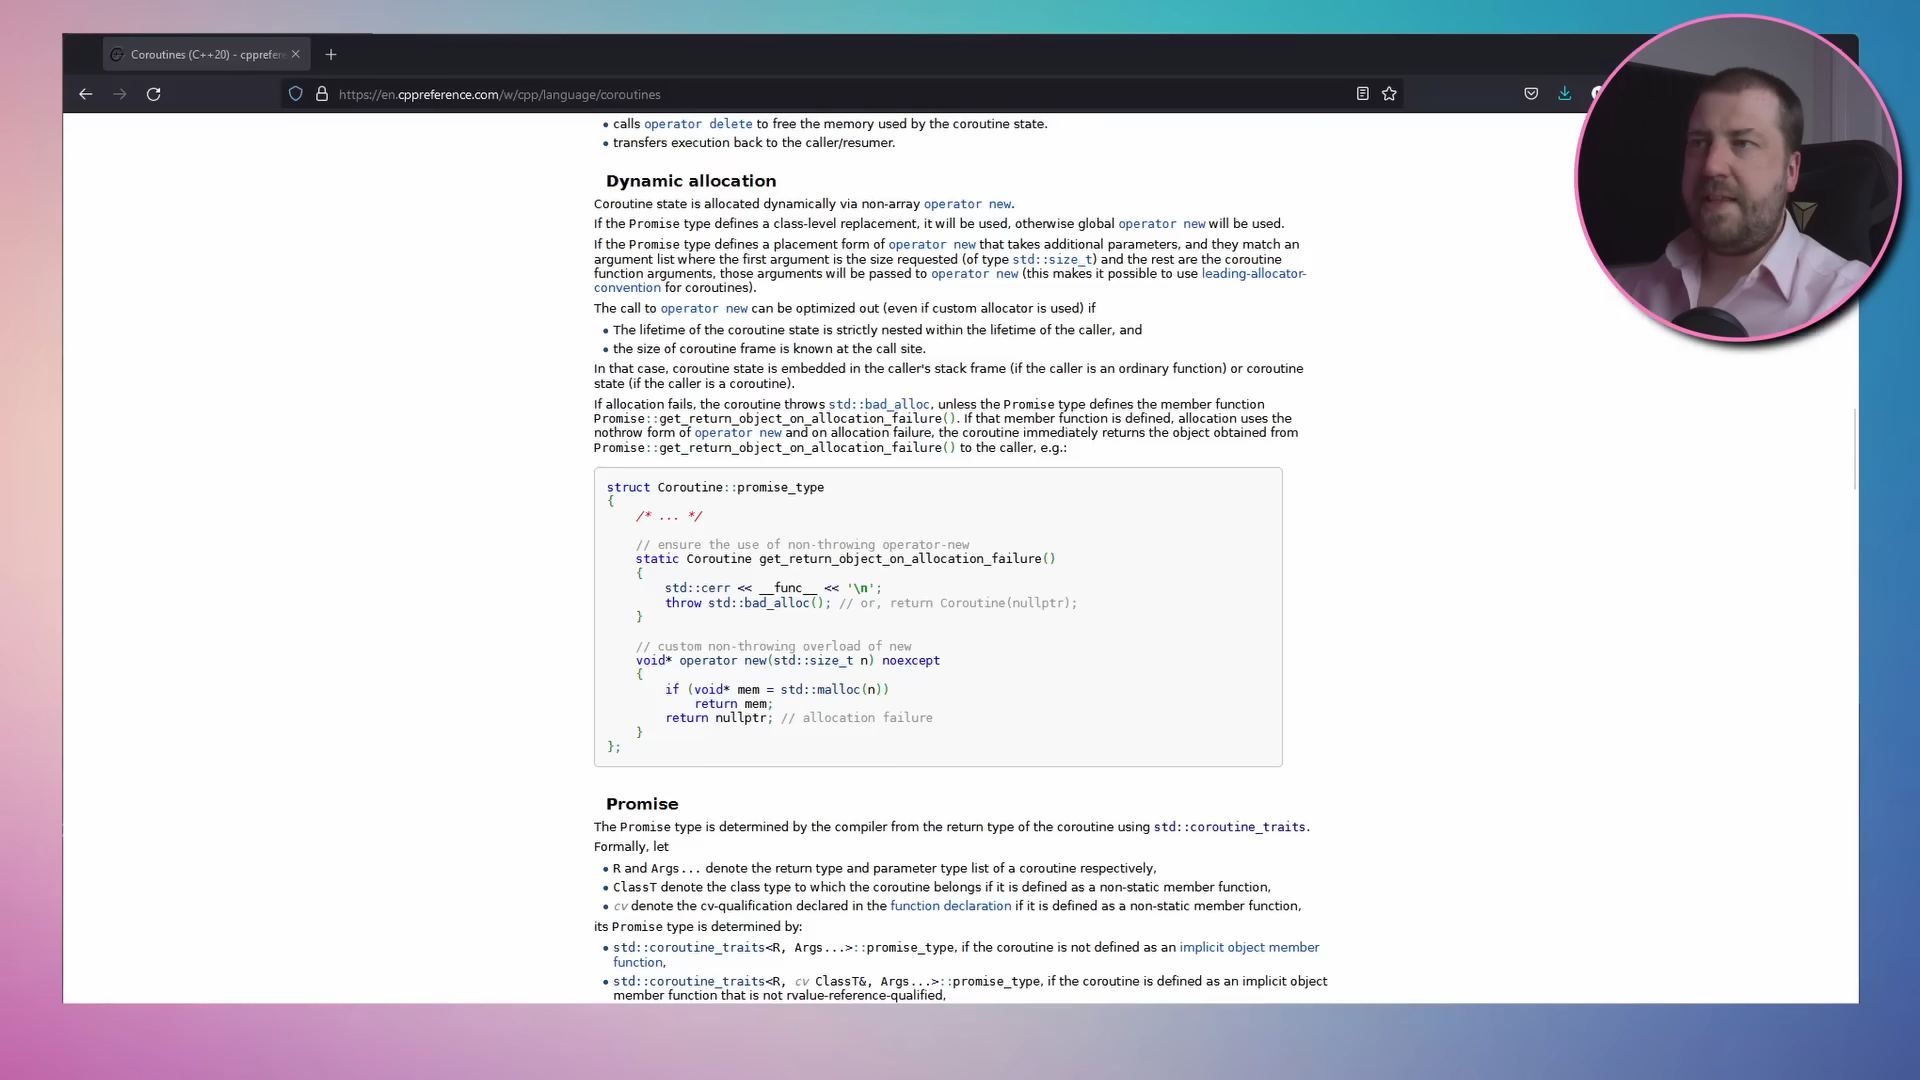 Coroutines (C++20) - cpprefere
https://en.cppreference.com/w/cpp/language/coroutines
• calls operator delete to free the memory used by the coroutine state.
• transfers execution back to the caller/resumer.
Dynamic allocation
Coroutine state is allocated dynamically via non-array operator new.
If the Promise type defines a class-level replacement, it will be used, otherwise global operator new will be used.
If the Promise type defines a placement form of operator new that takes additional parameters, and they match an
argument list where the first argument is the size requested (of type std::size_t) and the rest are the coroutine
function arguments, those arguments will be passed to operator new (this makes it possible to use leading-allocator-
convention for coroutines).
The call to operator new can be optimized out (even if custom allocator is used) if
• The lifetime of the coroutine state is strictly nested within the lifetime of the caller, and
• the size of coroutine frame is known at the call site.
In that case, coroutine state is embedded in the caller's stack frame (if the caller is an ordinary function) or coroutine
state (if the caller is a coroutine).
If allocation fails, the coroutine throws std::bad_alloc, unless the Promise type defines the member function
Promise::get_return_object_on_allocation_failure(). If that member function is defined, allocation uses the
nothrow form of operator new and on allocation failure, the coroutine immediately returns the object obtained from
Promise::get_return_object_on_allocation_failure() to the caller, e.g.:
struct Coroutine::promise_type
{
/* ... */
// ensure the use of non-throwing operator-new
static Coroutine get_return_object_on_allocation_failure()
{
std::cerr << __func__ << '\n';
throw std::bad_alloc(); // or, return Coroutine(nullptr);
}
// custom non-throwing overload of new
void* operator new(std::size_t n) noexcept
{
if (void* mem = std::malloc(n))
return mem;
return nullptr; // allocation failure
}
};
Promise
The Promise type is determined by the compiler from the return type of the coroutine using std::coroutine_traits.
Formally, let
• R and Args... denote the return type and parameter type list of a coroutine respectively,
• ClassT denote the class type to which the coroutine belongs if it is defined as a non-static member function,
• cv denote the cv-qualification declared in the function declaration if it is defined as a non-static member function,
its Promise type is determined by:
• std::coroutine_traits<R, Args...>::promise_type, if the coroutine is not defined as an implicit object member
function,
• std::coroutine_traits<R, cv ClassT&, Args...>::promise_type, if the coroutine is defined as an implicit object
member function that is not rvalue-reference-qualified,